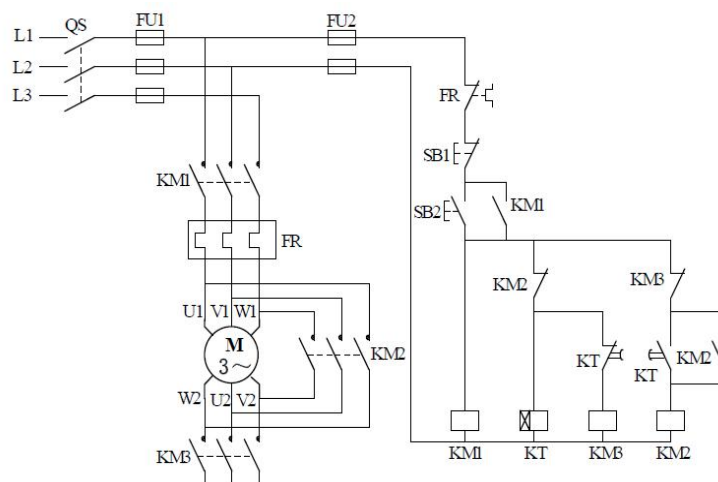 QS FU1 FU2
L1
L2
L3
FR
SB1
KM1
SB2 KM1
FR
KM2 KM3
U1 V1 W1
M
3~
KM2
KT KT KM2
W2 U2 V2
KM3
KM1 KT KM3 KM2